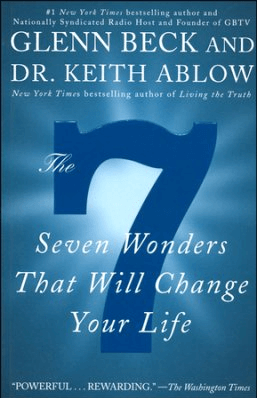 #1 New York Times bestselling author and
Nationally Syndicated Radio Host and Founder of GBTV
GLENN BECK AND
DR. KEITH ABLOW
New York Times bestselling author of Living the Truth
The
7
Seven Wonders
That Will Change
Your Life
"POWERFUL . . . REWARDING." —The Washington Times